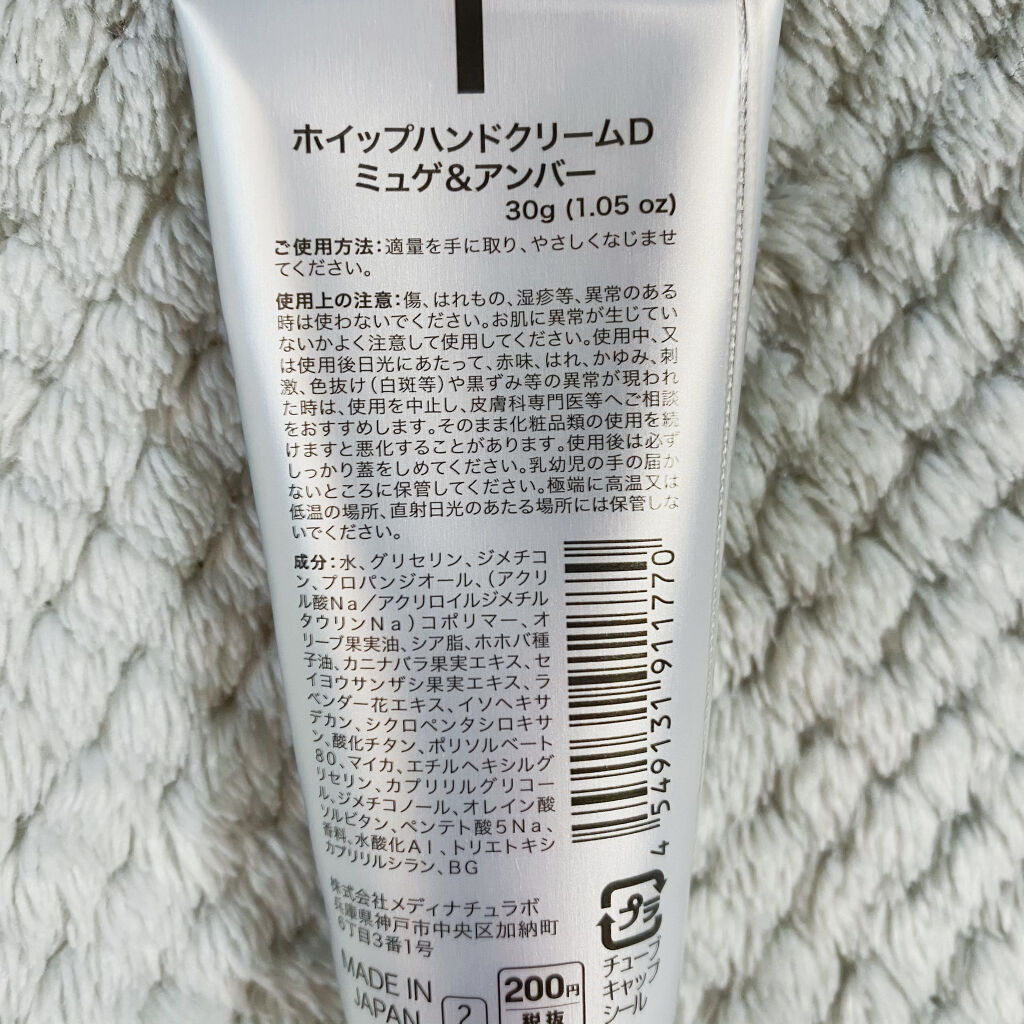 ホイップハンドクリームD
ミュゲ&アンバー
30g (1.05 oz)
ご使用方法：適量を手に取り、やさしくなじませ
てください。
使用上の注意：傷、はれもの、湿疹等、異常のある
時は使わないでください。お肌に異常が生じてい
ないかよく注意して使用してください。使用中、又
は使用後日光にあたって、赤味、はれ、かゆみ、刺
激、色抜け（白斑等）や黒ずみ等の異常が現われ
た時は、使用を中止し、皮膚科専門医等へご相談
をおすすめします。そのまま化粧品類の使用を続
けますと悪化することがあります。使用後は必ず
しっかり蓋をしめてください。乳幼児の手の届か
ないところに保管してください。極端に高温又は
低温の場所、直射日光のあたる場所には保管しな
いでください。
成分：水、グリセリン、ジメチコ
ン、プロパンジオール、（アクリ
ル酸Na／アクリロイルジメチル
タウリンNa）コポリマー、オ
リーブ果実油、シア脂、ホホバ種
子油、カニナバラ果実エキス、セ
イヨウサンザシ果実エキス、ラ
ベンダー花エキス、イソヘキサ
デカン、シクロペンタシロキサ
ン、酸化チタン、ポリソルベート
80、マイカ、エチルヘキシルグ
リセリン、カプリリルグリコー
ル、ジメチコノール、オレイン酸
ソルビタン、ペンテト酸5Na、
香料、水酸化Al、トリエトキシ
カプリリルシラン、BG
4 549131 911770
株式会社メディナチュラボ
兵庫県神戸市中央区加納町
6丁目3番1号
MADE IN
JAPAN
2
200円
税抜
プラ
チューブ
キャップ
シール